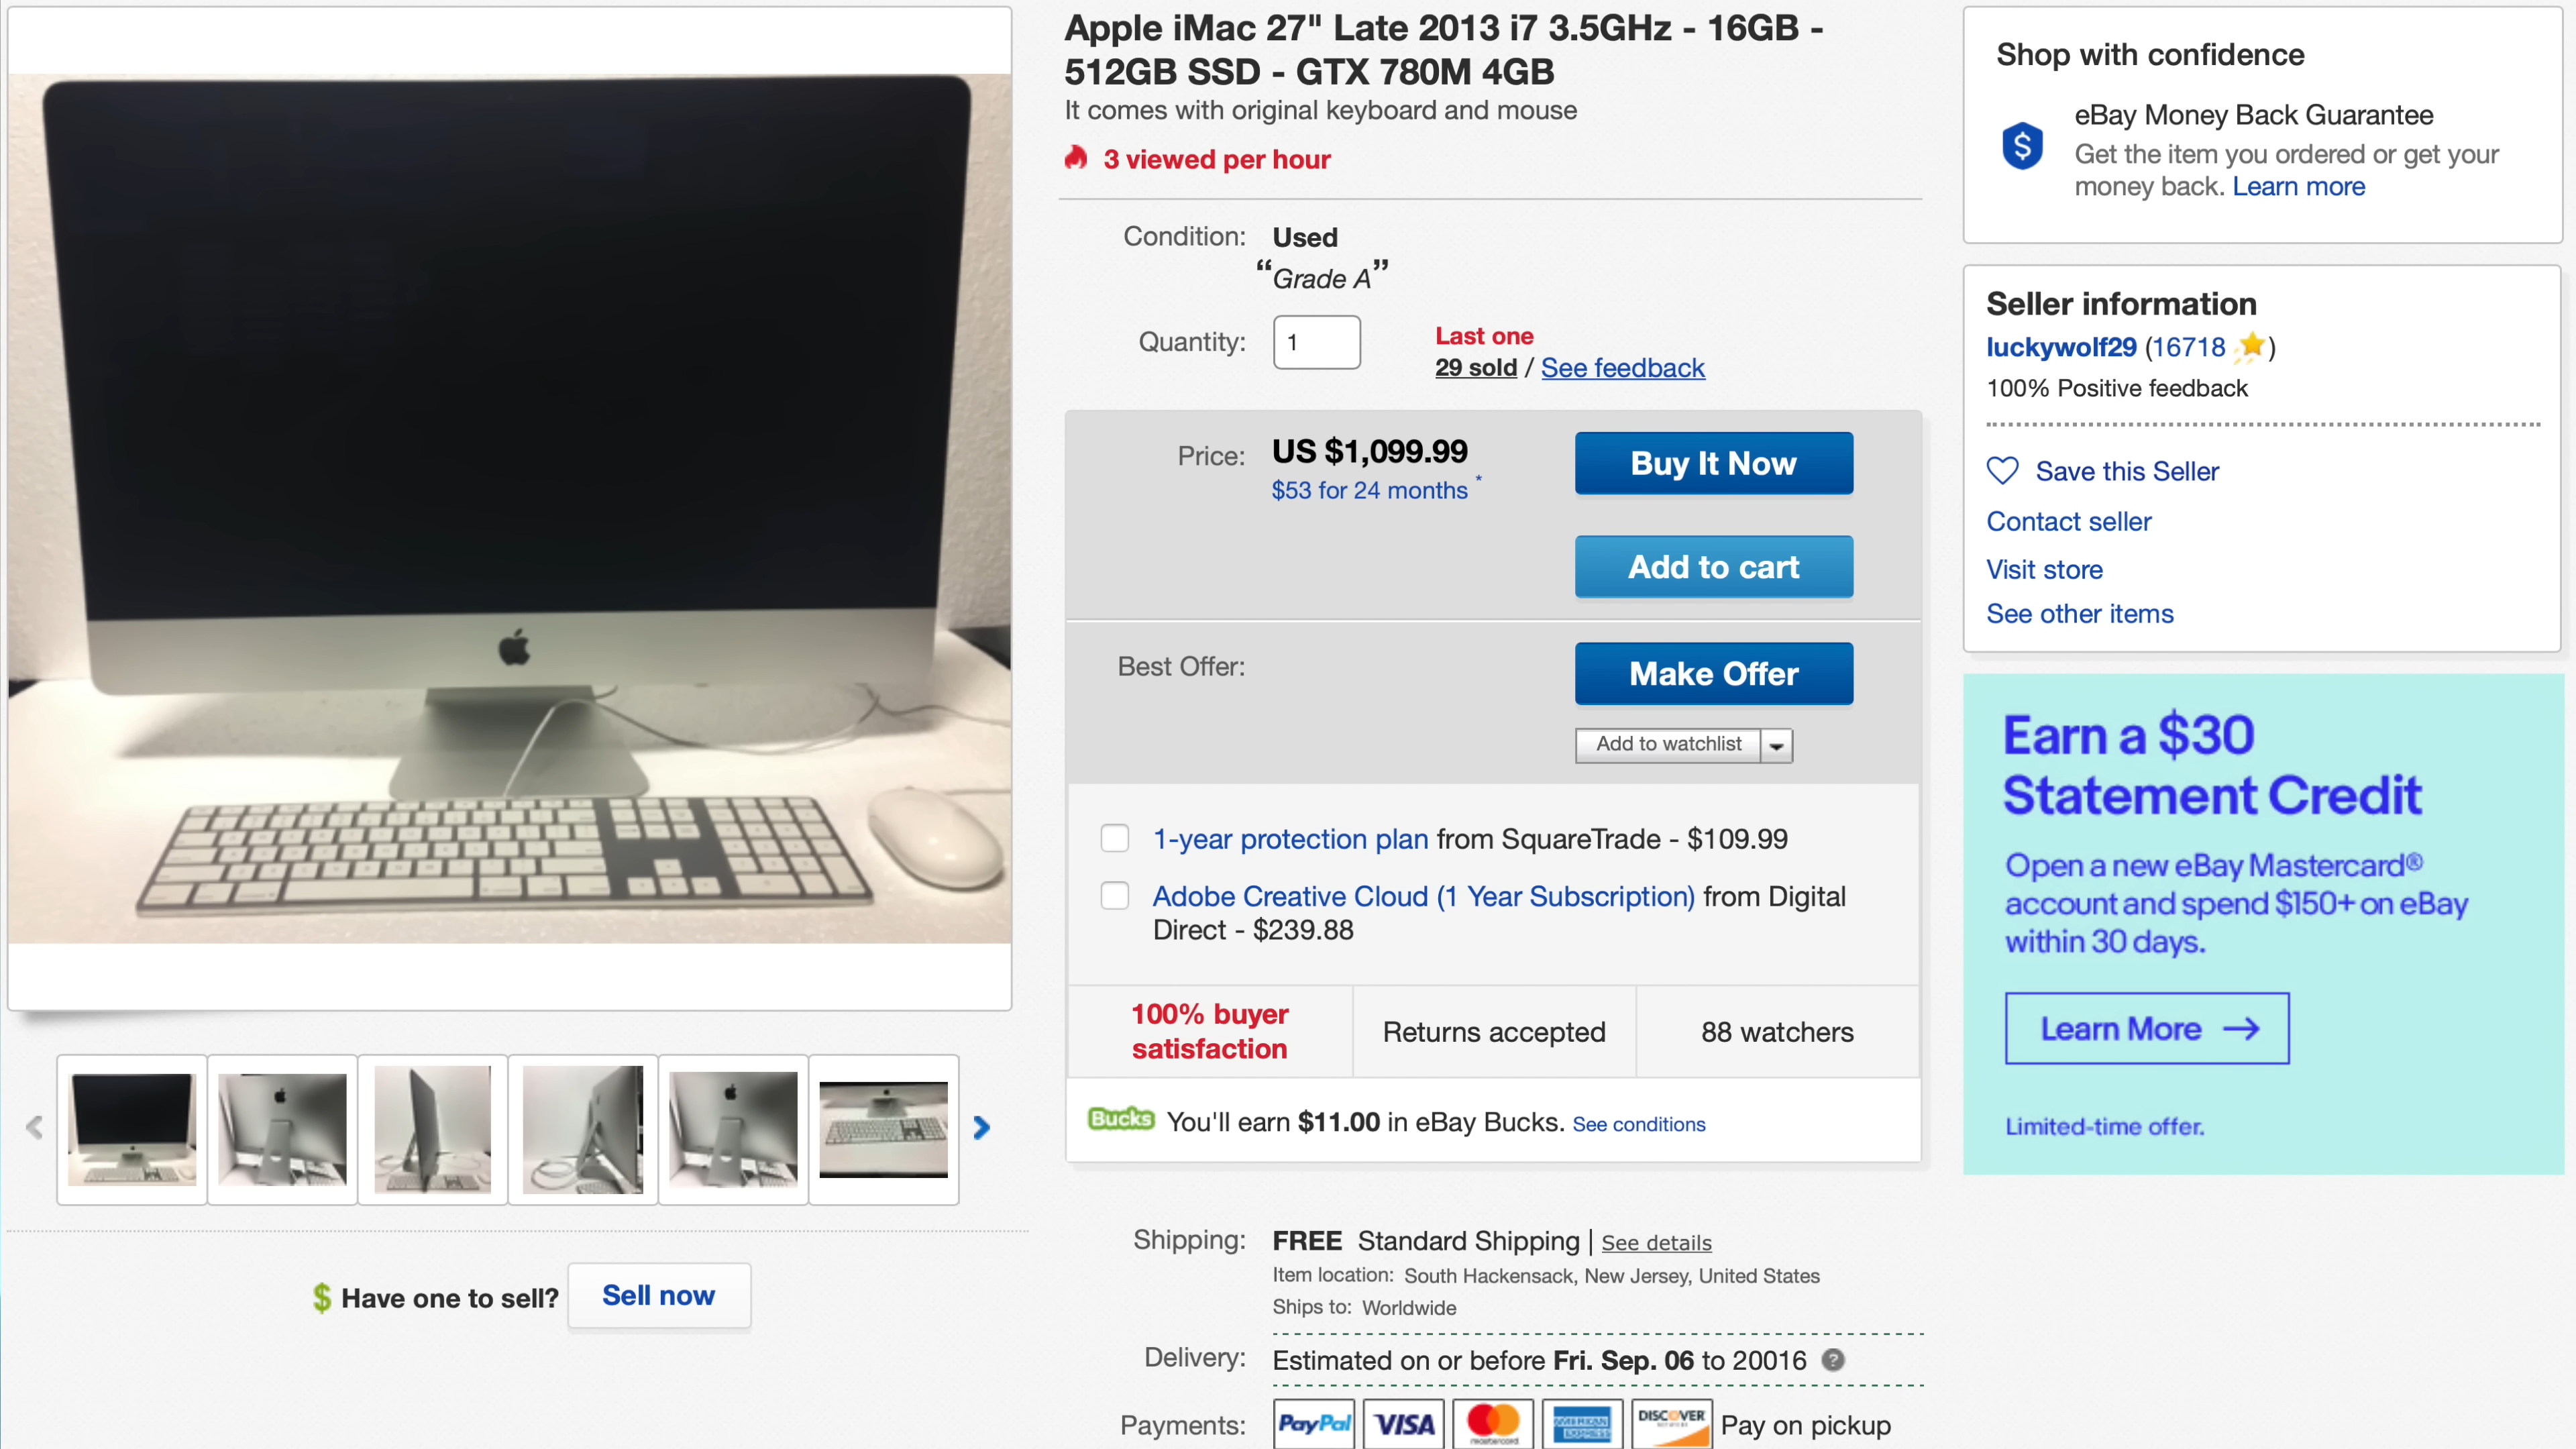 Apple iMac 27" Late 2013 i7 3.5GHz - 16GB -
512GB SSD - GTX 780M 4GB
It comes with original keyboard and mouse
3 viewed per hour
Condition: Used
“Grade A”
Quantity: 1
Last one
29 sold / See feedback
Price: US $1,099.99
$53 for 24 months *
Buy It Now
Add to cart
Best Offer:
Make Offer
Add to watchlist
1-year protection plan from SquareTrade - $109.99
Adobe Creative Cloud (1 Year Subscription) from Digital
Direct - $239.88
100% buyer
satisfaction
Returns accepted
88 watchers
Bucks You'll earn $11.00 in eBay Bucks. See conditions
Shipping: FREE Standard Shipping | See details
Item location: South Hackensack, New Jersey, United States
Ships to: Worldwide
Delivery: Estimated on or before Fri. Sep. 06 to 20016 ?
Payments: PayPal VISA mastercard AMERICAN EXPRESS DISCOVER Pay on pickup
$ Have one to sell? Sell now
Shop with confidence
eBay Money Back Guarantee
Get the item you ordered or get your
money back. Learn more
Seller information
luckywolf29 (16718)
100% Positive feedback
Save this Seller
Contact seller
Visit store
See other items
Earn a $30
Statement Credit
Open a new eBay Mastercard®
account and spend $150+ on eBay
within 30 days.
Learn More →
Limited-time offer.